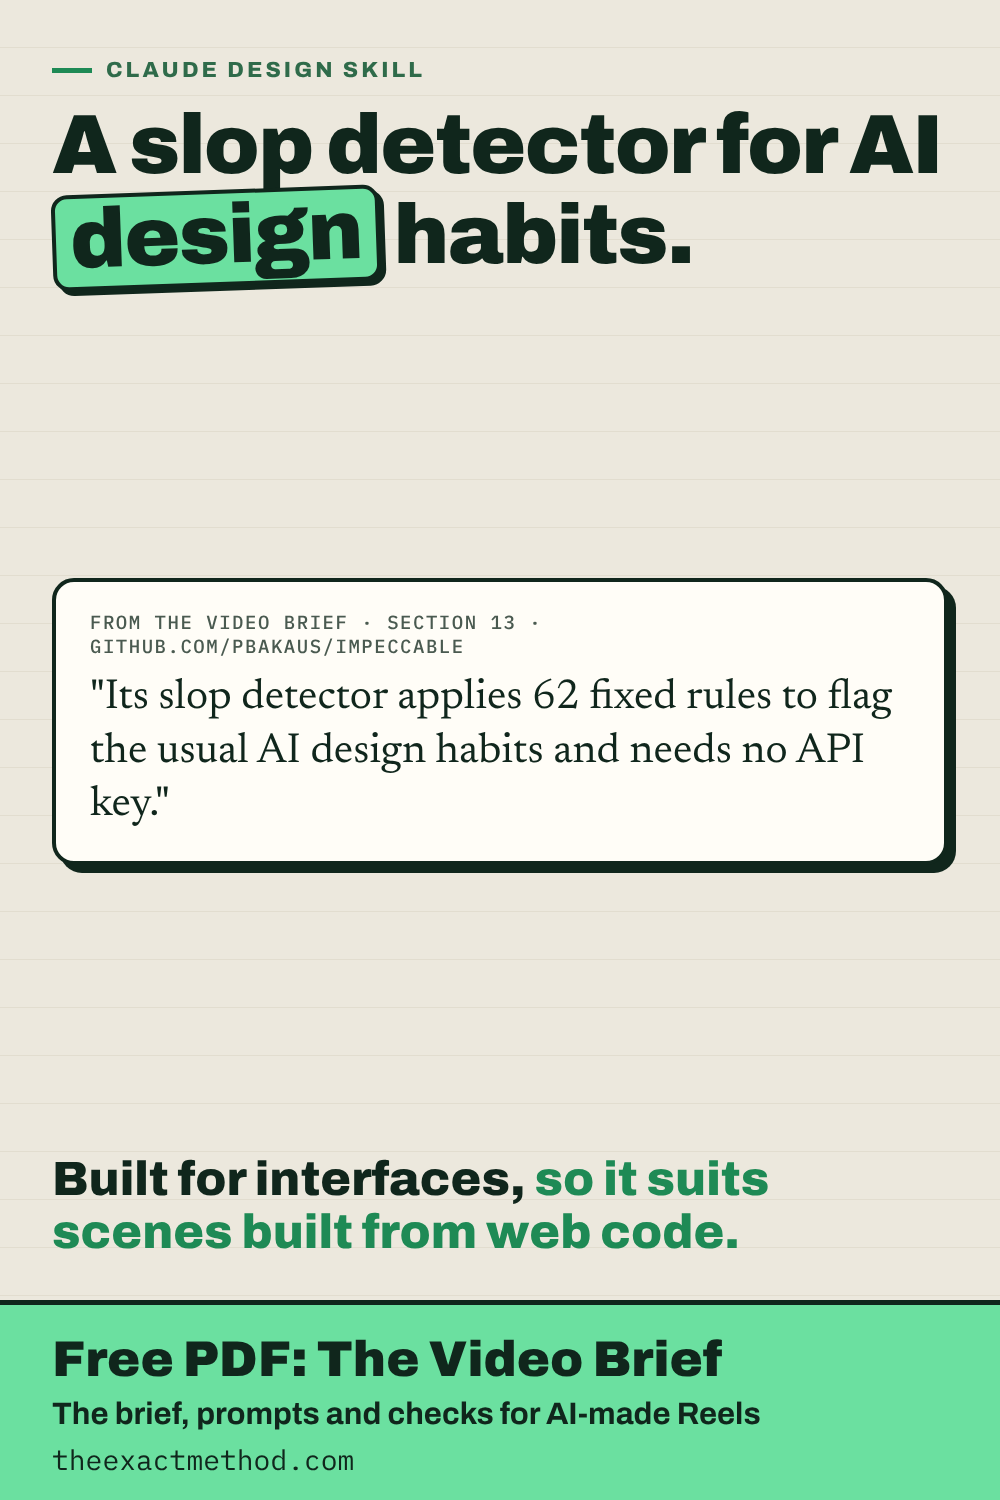 CLAUDE DESIGN SKILL
A slop detector for AI
design habits.
FROM THE VIDEO BRIEF · SECTION 13 ·
GITHUB.COM/PBAKAUS/IMPECCABLE
"Its slop detector applies 62 fixed rules to flag
the usual AI design habits and needs no API
key."
Built for interfaces, so it suits
scenes built from web code.
Free PDF: The Video Brief
The brief, prompts and checks for AI-made Reels
theexactmethod.com